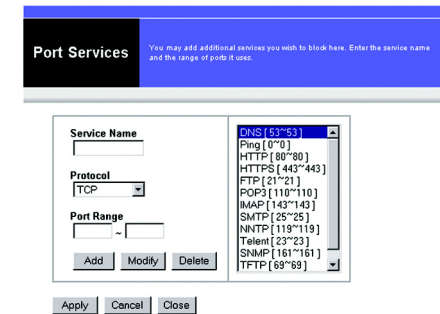 Port Services
You may add additional services you wish to block here. Enter the service name
and the range of ports it uses.
Service Name
Protocol
TCP
Port Range
~
Add Modify Delete
DNS [ 53~53 ]
Ping [ 0~0 ]
HTTP [ 80~80 ]
HTTPS [ 443~443 ]
FTP [ 21~21 ]
POP3 [ 110~110 ]
IMAP [ 143~143 ]
SMTP [ 25~25 ]
NNTP [ 119~119 ]
Telent [ 23~23 ]
SNMP [ 161~161 ]
TFTP [ 69~69 ]
Apply Cancel Close